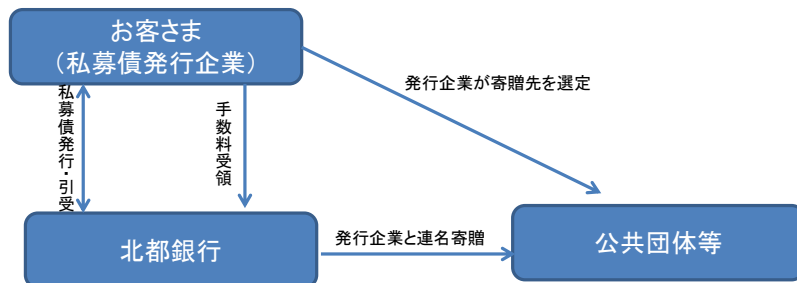 お客さま
(私募債発行企業)
発行企業が寄贈先を選定
私募債発行・引受
手数料受領
北都銀行
発行企業と連名寄贈
公共団体等